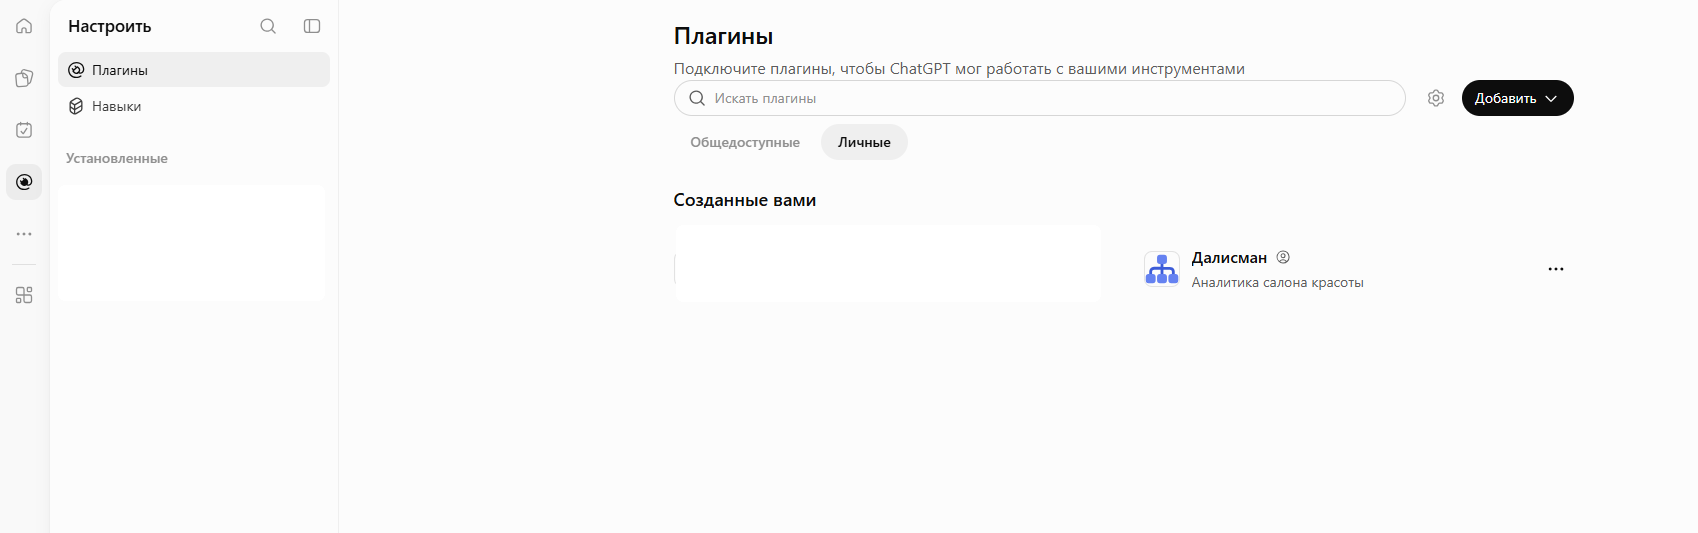 Настроить
Плагины
Навыки
Установленные
Плагины
Подключите плагины, чтобы ChatGPT мог работать с вашими инструментами
Искать плагины
Добавить
Общедоступные
Личные
Созданные вами
Далисман
Аналитика салона красоты